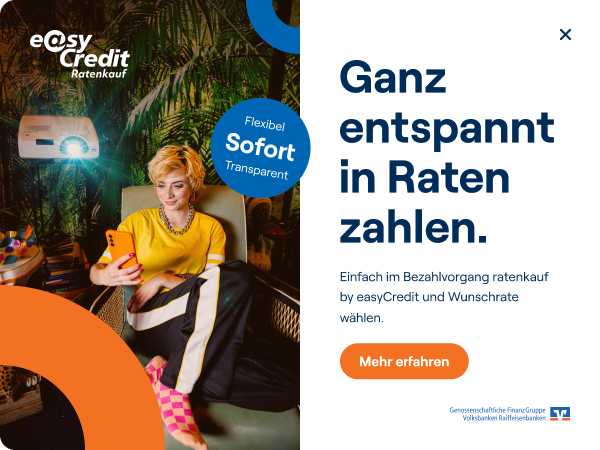 e@sy
Credit
Ratenkauf
Flexibel
Sofort
Transparent
Ganz
entspannt
in Raten
zahlen.
Einfach im Bezahlvorgang ratenkauf
by easyCredit und Wunschrate
wählen.
Mehr erfahren
Genossenschaftliche FinanzGruppe
Volksbanken Raiffeisenbanken